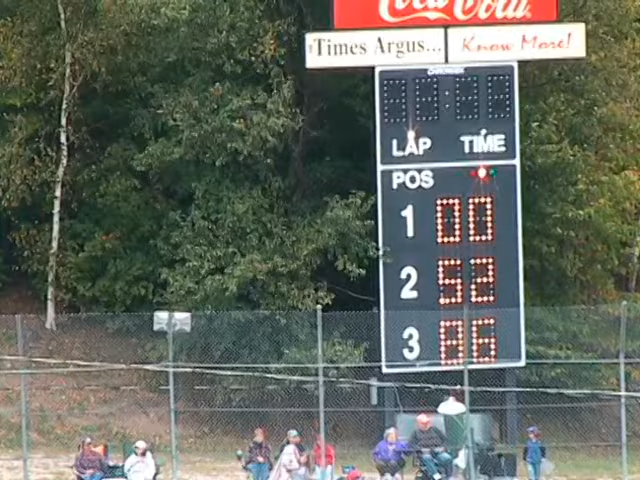 Coca-Cola
Times Argus... Know More!
LAP TIME
POS
1 00
2 52
3 86